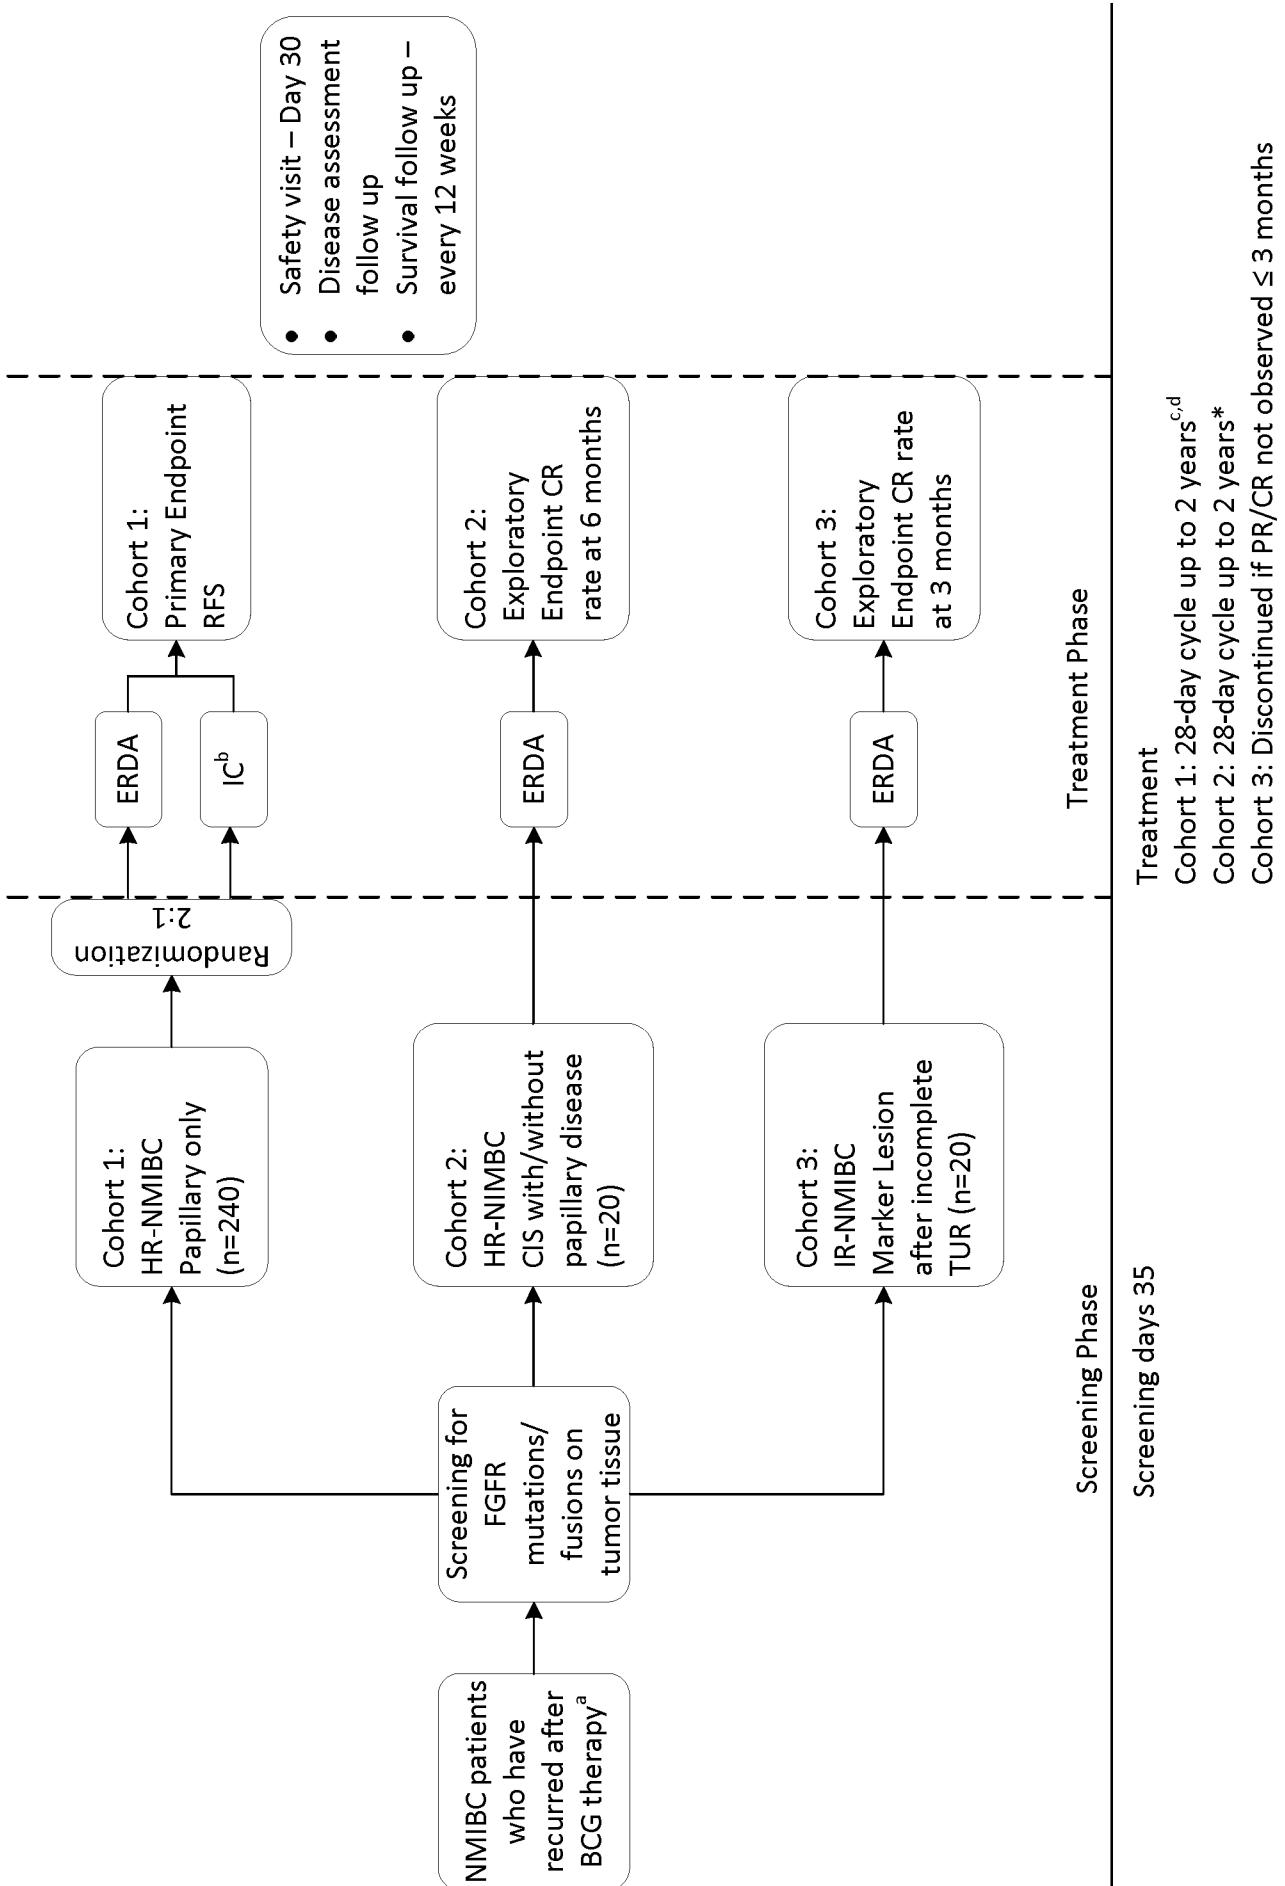 NMIBC patients
who have
recurred after
BCG therapyᵃ
Screening for
FGFR
mutations/
fusions on
tumor tissue
Cohort 1:
HR-NMIBC
Papillary only
(n=240)
Randomization
2:1
ERDA
ICᵇ
Cohort 1:
Primary Endpoint
RFS
Cohort 2:
HR-NIMBC
CIS with/without
papillary disease
(n=20)
ERDA
Cohort 2:
Exploratory
Endpoint CR
rate at 6 months
Cohort 3:
IR-NMIBC
Marker Lesion
after incomplete
TUR (n=20)
ERDA
Cohort 3:
Exploratory
Endpoint CR rate
at 3 months
• Safety visit – Day 30
• Disease assessment
follow up
• Survival follow up –
every 12 weeks
Screening Phase
Treatment Phase
Screening days 35
Treatment
Cohort 1: 28-day cycle up to 2 yearsᶜ,ᵈ
Cohort 2: 28-day cycle up to 2 years*
Cohort 3: Discontinued if PR/CR not observed ≤ 3 months